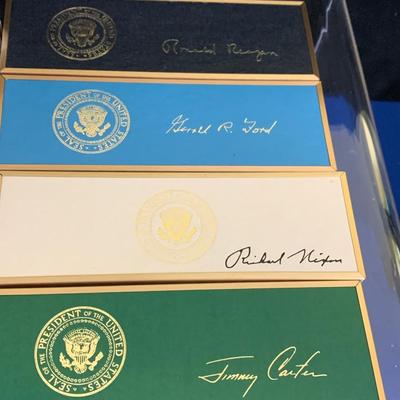 Ronald Reagan
SEAL OF THE PRESIDENT OF THE UNITED STATES
Gerald R. Ford
Richard Nixon
SEAL OF THE PRESIDENT OF THE UNITED STATES
Jimmy Carter